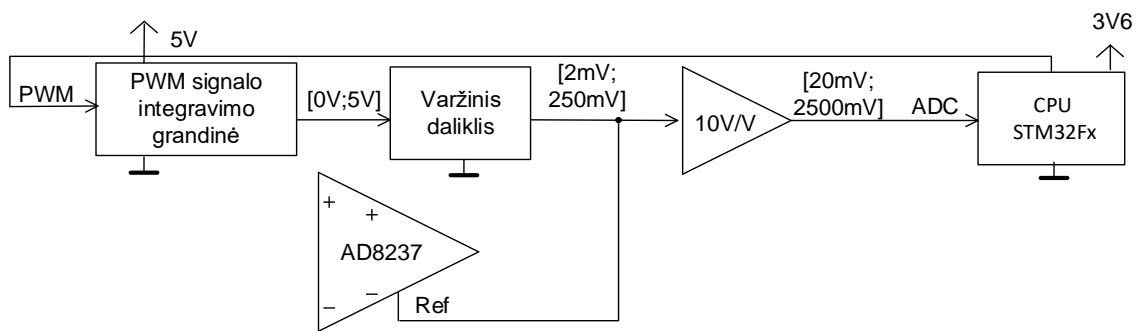 3V6
5V
PWM
PWM signalo
integravimo
grandinė
[0V;5V]
Varžinis
daliklis
[2mV;
250mV]
10V/V
[20mV;
2500mV]
ADC
CPU
STM32Fx
+
+
AD8237
−
−
Ref